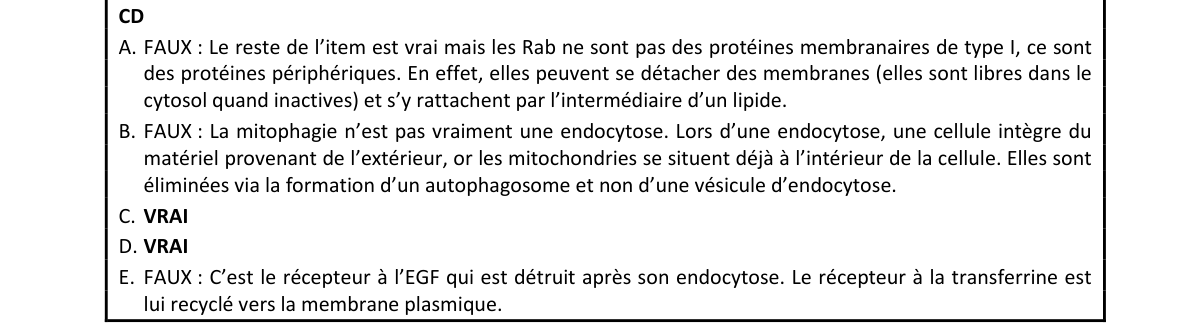 CD
A. FAUX : Le reste de l’item est vrai mais les Rab ne sont pas des protéines membranaires de type I, ce sont
des protéines périphériques. En effet, elles peuvent se détacher des membranes (elles sont libres dans le
cytosol quand inactives) et s’y rattachent par l’intermédiaire d’un lipide.
B. FAUX : La mitophagie n’est pas vraiment une endocytose. Lors d’une endocytose, une cellule intègre du
matériel provenant de l’extérieur, or les mitochondries se situent déjà à l’intérieur de la cellule. Elles sont
éliminées via la formation d’un autophagosome et non d’une vésicule d’endocytose.
C. VRAI
D. VRAI
E. FAUX : C’est le récepteur à l’EGF qui est détruit après son endocytose. Le récepteur à la transferrine est
lui recyclé vers la membrane plasmique.